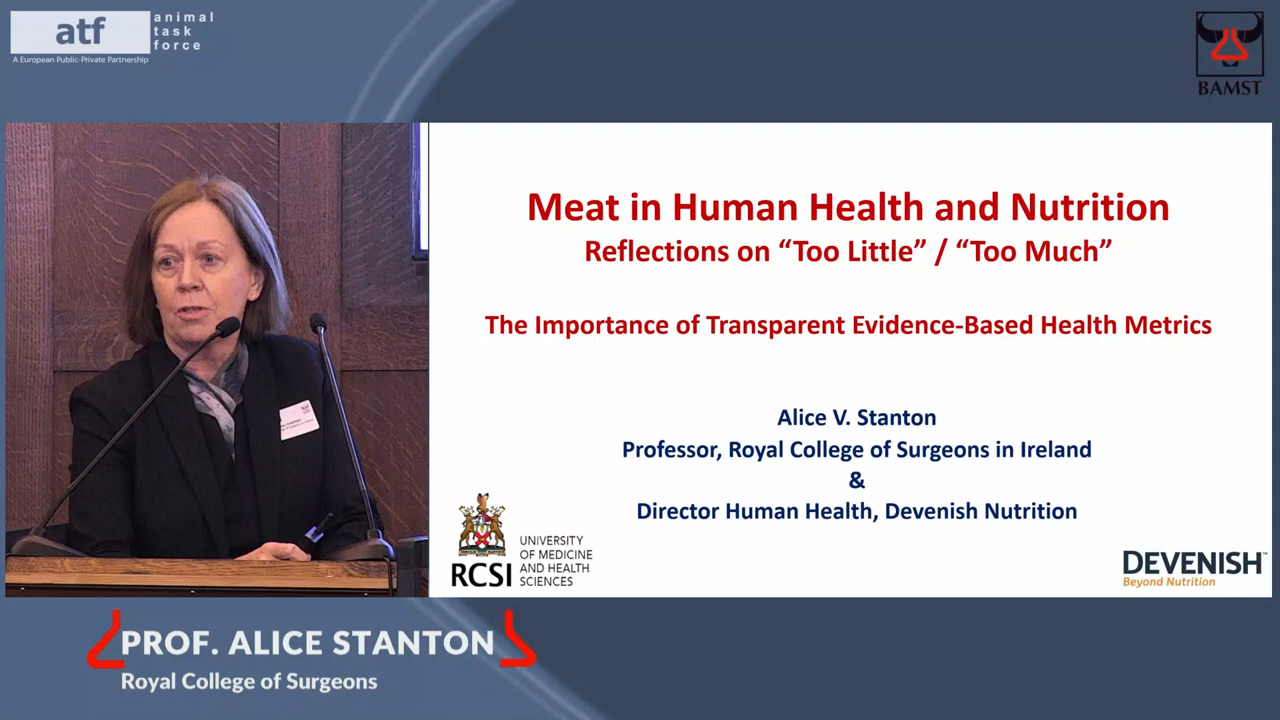 atf
animal
task
force
A European Public-Private Partnership
BAMST
Meat in Human Health and Nutrition
Reflections on “Too Little” / “Too Much”
The Importance of Transparent Evidence-Based Health Metrics
Alice V. Stanton
Professor, Royal College of Surgeons in Ireland
&
Director Human Health, Devenish Nutrition
RCSI
UNIVERSITY
OF MEDICINE
AND HEALTH
SCIENCES
DEVENISH™
Beyond Nutrition
PROF. ALICE STANTON
Royal College of Surgeons